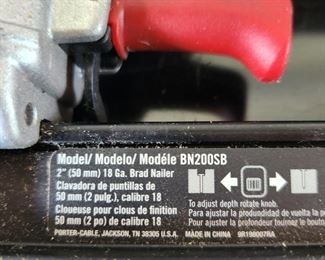 Model/ Modelo/ Modéle BN200SB
2" (50 mm) 18 Ga. Brad Nailer
Clavadora de puntillas de
50 mm (2 pulg.), calibre 18
Cloueuse pour clous de finition
50 mm (2 po) de calibre 18
PORTER-CABLE, JACKSON, TN 38305 U.S.A.
To adjust depth rotate knob.
Para ajustar la profundidad de vuelta la
Pour ajuster la profondeur tournez le bouton
MADE IN CHINA 9R198007RA